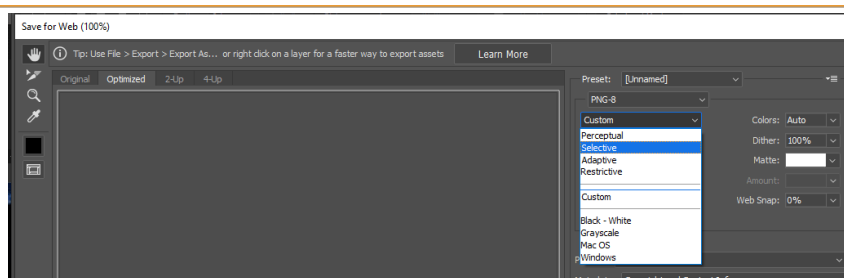 Save for Web (100%)
Tip: Use File > Export > Export As... or right click on a layer for a faster way to export assets
Learn More
Original Optimized 2-Up 4-Up
Preset: [Unnamed]
PNG-8
Custom
Colors: Auto
Perceptual
Dither: 100%
Selective
Adaptive
Matte:
Restrictive
Amount:
Custom
Web Snap: 0%
Black - White
Grayscale
Mac OS
Windows